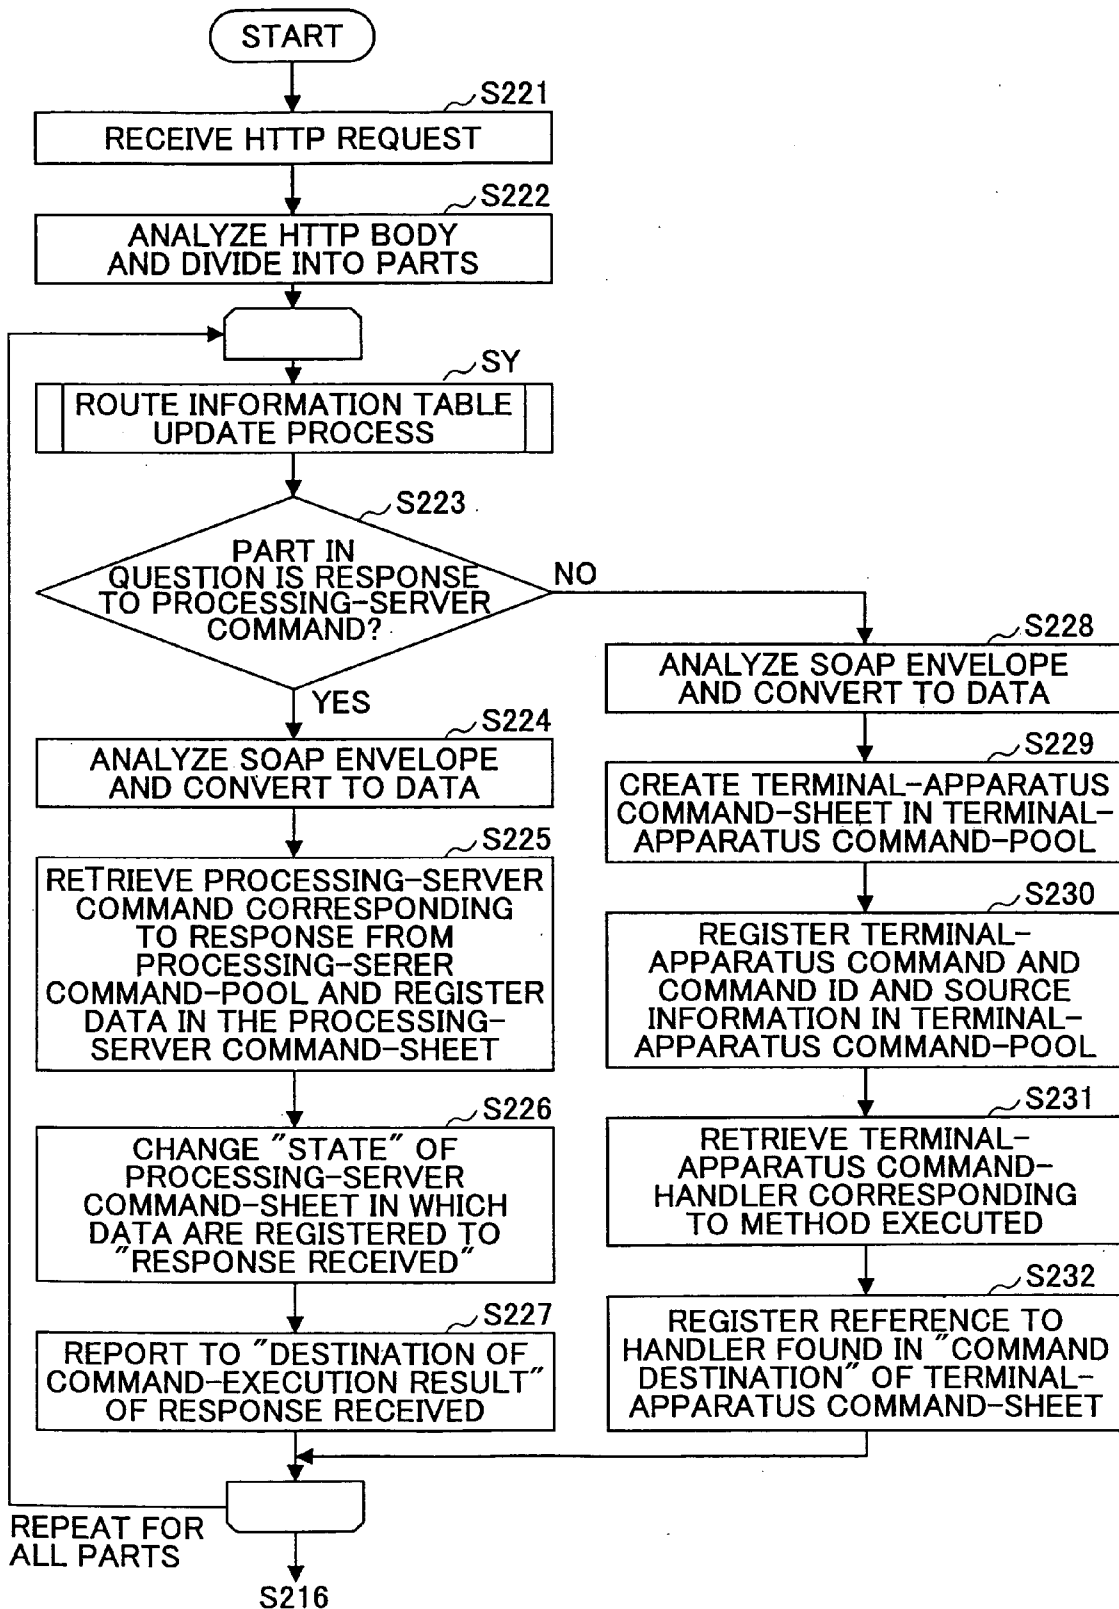 START
S221
RECEIVE HTTP REQUEST
S222
ANALYZE HTTP BODY
AND DIVIDE INTO PARTS
SY
ROUTE INFORMATION TABLE
UPDATE PROCESS
S223
PART IN
QUESTION IS RESPONSE
TO PROCESSING-SERVER
COMMAND?
NO
YES
S224
ANALYZE SOAP ENVELOPE
AND CONVERT TO DATA
S225
RETRIEVE PROCESSING-SERVER
COMMAND CORRESPONDING
TO RESPONSE FROM
PROCESSING-SERER
COMMAND-POOL AND REGISTER
DATA IN THE PROCESSING-
SERVER COMMAND-SHEET
S226
CHANGE "STATE" OF
PROCESSING-SERVER
COMMAND-SHEET IN WHICH
DATA ARE REGISTERED TO
"RESPONSE RECEIVED"
S227
REPORT TO "DESTINATION OF
COMMAND-EXECUTION RESULT"
OF RESPONSE RECEIVED
S228
ANALYZE SOAP ENVELOPE
AND CONVERT TO DATA
S229
CREATE TERMINAL-APPARATUS
COMMAND-SHEET IN TERMINAL-
APPARATUS COMMAND-POOL
S230
REGISTER TERMINAL-
APPARATUS COMMAND AND
COMMAND ID AND SOURCE
INFORMATION IN TERMINAL-
APPARATUS COMMAND-POOL
S231
RETRIEVE TERMINAL-
APPARATUS COMMAND-
HANDLER CORRESPONDING
TO METHOD EXECUTED
S232
REGISTER REFERENCE TO
HANDLER FOUND IN "COMMAND
DESTINATION" OF TERMINAL-
APPARATUS COMMAND-SHEET
REPEAT FOR
ALL PARTS
S216